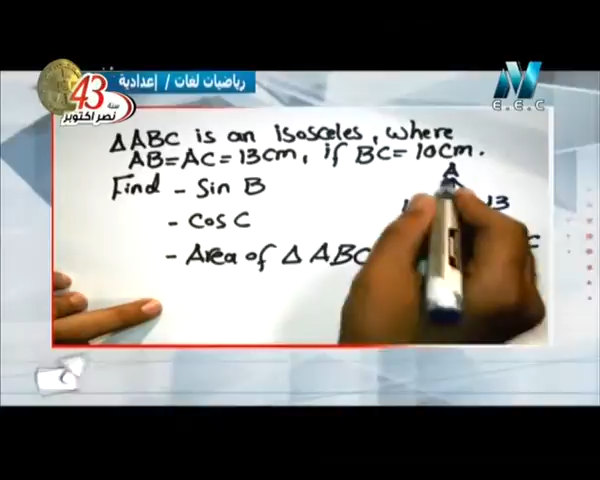 رياضيات لغات / إعدادية
43
سنة
نصر اكتوبر
E.E.C
ΔABC is an isosceles, where
AB=AC=13cm, if BC=10cm.
Find - Sin B
- Cos C
- Area of Δ ABC
A
13
C